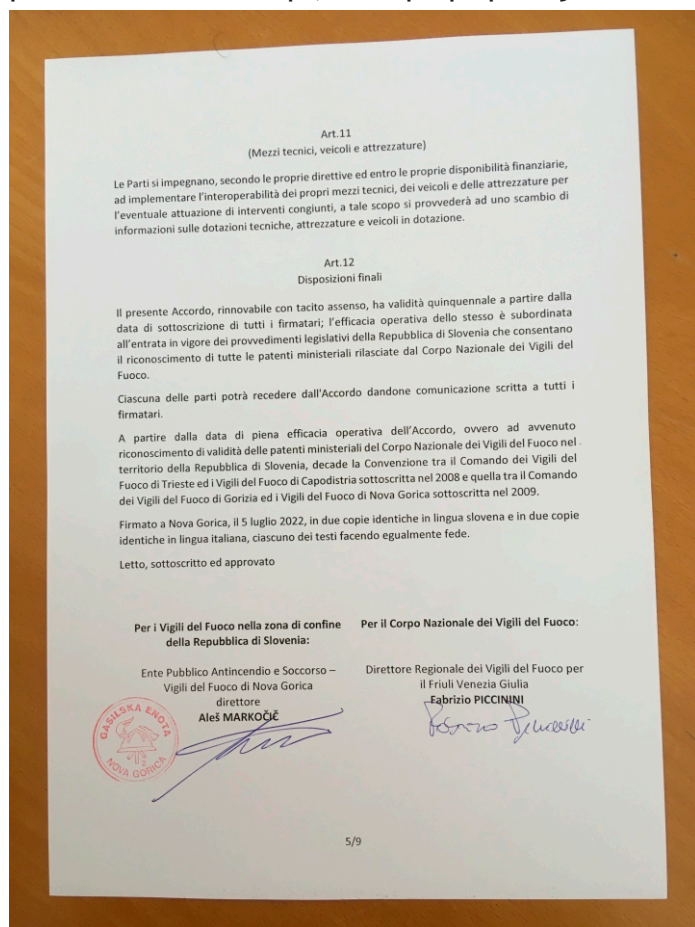 Art.11
(Mezzi tecnici, veicoli e attrezzature)
Le Parti si impegnano, secondo le proprie direttive ed entro le proprie disponibilità finanziarie,
ad implementare l'interoperabilità dei propri mezzi tecnici, dei veicoli e delle attrezzature per
l'eventuale attuazione di interventi congiunti, a tale scopo si provvederà ad uno scambio di
informazioni sulle dotazioni tecniche, attrezzature e veicoli in dotazione.
Art.12
Disposizioni finali
Il presente Accordo, rinnovabile con tacito assenso, ha validità quinquennale a partire dalla
data di sottoscrizione di tutti i firmatari; l'efficacia operativa dello stesso è subordinata
all'entrata in vigore dei provvedimenti legislativi della Repubblica di Slovenia che consentano
il riconoscimento di tutte le patenti ministeriali rilasciate dal Corpo Nazionale dei Vigili del
Fuoco.
Ciascuna delle parti potrà recedere dall'Accordo dandone comunicazione scritta a tutti i
firmatari.
A partire dalla data di piena efficacia operativa dell'Accordo, ovvero ad avvenuto
riconoscimento di validità delle patenti ministeriali del Corpo Nazionale dei Vigili del Fuoco nel
territorio della Repubblica di Slovenia, decade la Convenzione tra il Comando dei Vigili del
Fuoco di Trieste ed i Vigili del Fuoco di Capodistria sottoscritta nel 2008 e quella tra il Comando
dei Vigili del Fuoco di Gorizia ed i Vigili del Fuoco di Nova Gorica sottoscritta nel 2009.
Firmato a Nova Gorica, il 5 luglio 2022, in due copie identiche in lingua slovena e in due copie
identiche in lingua italiana, ciascuno dei testi facendo egualmente fede.
Letto, sottoscritto ed approvato
Per i Vigili del Fuoco nella zona di confine
della Repubblica di Slovenia:
Ente Pubblico Antincendio e Soccorso –
Vigili del Fuoco di Nova Gorica
direttore
Aleš MARKOČIČ
GASILSKA ENOTA
NOVA GORICA
Per il Corpo Nazionale dei Vigili del Fuoco:
Direttore Regionale dei Vigili del Fuoco per
il Friuli Venezia Giulia
Fabrizio PICCININI
5/9